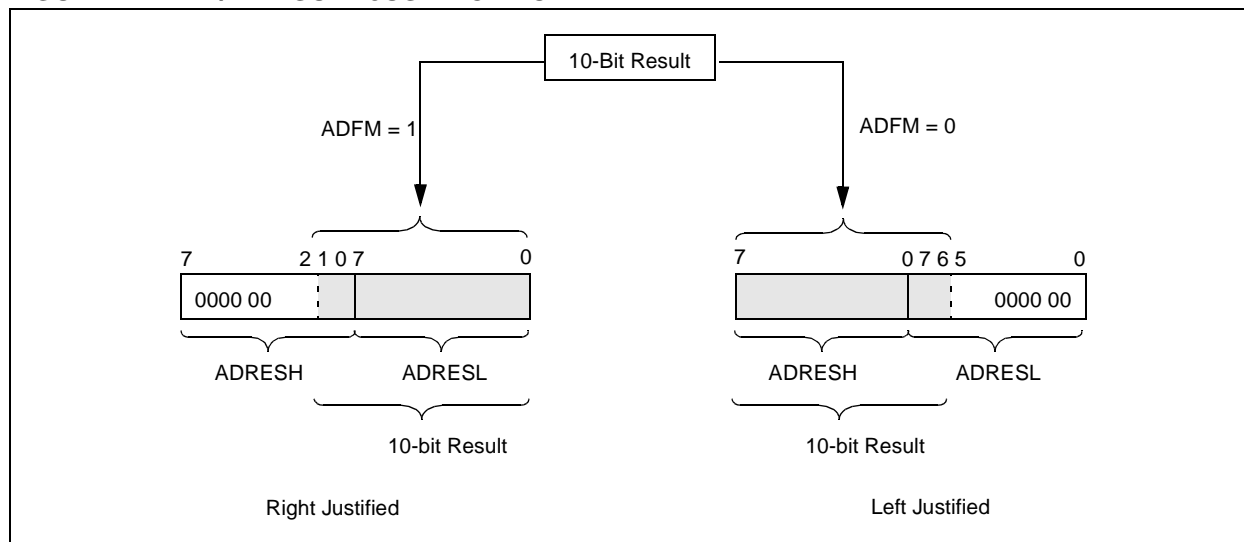 10-Bit Result
ADFM = 1 ADFM = 0
7 2 1 0 7 0 7 0 7 6 5 0
0000 00 0000 00
ADRESH ADRESL ADRESH ADRESL
10-bit Result 10-bit Result
Right Justified Left Justified